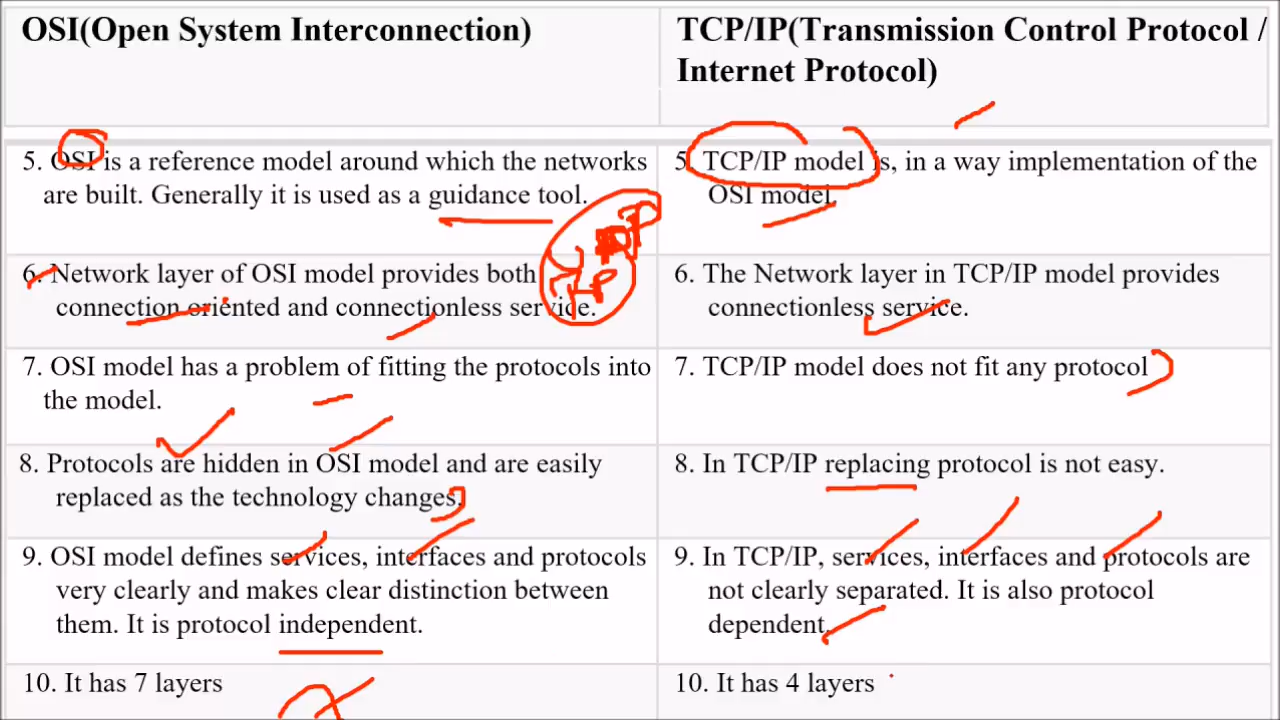 OSI(Open System Interconnection)
TCP/IP(Transmission Control Protocol /
Internet Protocol)
5. OSI is a reference model around which the networks
are built. Generally it is used as a guidance tool.
5. TCP/IP model is, in a way implementation of the
OSI model.
6. Network layer of OSI model provides both
connection oriented and connectionless service.
6. The Network layer in TCP/IP model provides
connectionless service.
7. OSI model has a problem of fitting the protocols into
the model.
7. TCP/IP model does not fit any protocol
8. Protocols are hidden in OSI model and are easily
replaced as the technology changes.
8. In TCP/IP replacing protocol is not easy.
9. OSI model defines services, interfaces and protocols
very clearly and makes clear distinction between
them. It is protocol independent.
9. In TCP/IP, services, interfaces and protocols are
not clearly separated. It is also protocol
dependent.
10. It has 7 layers
10. It has 4 layers